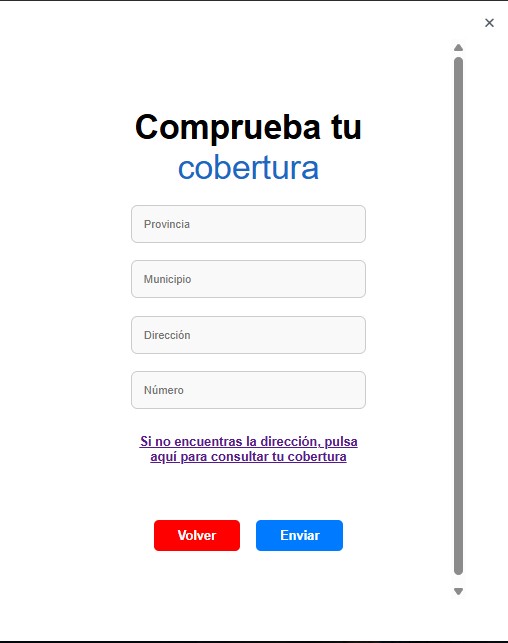 Comprueba tu
cobertura
Provincia
Municipio
Dirección
Número
Si no encuentras la dirección, pulsa
aquí para consultar tu cobertura
Volver
Enviar